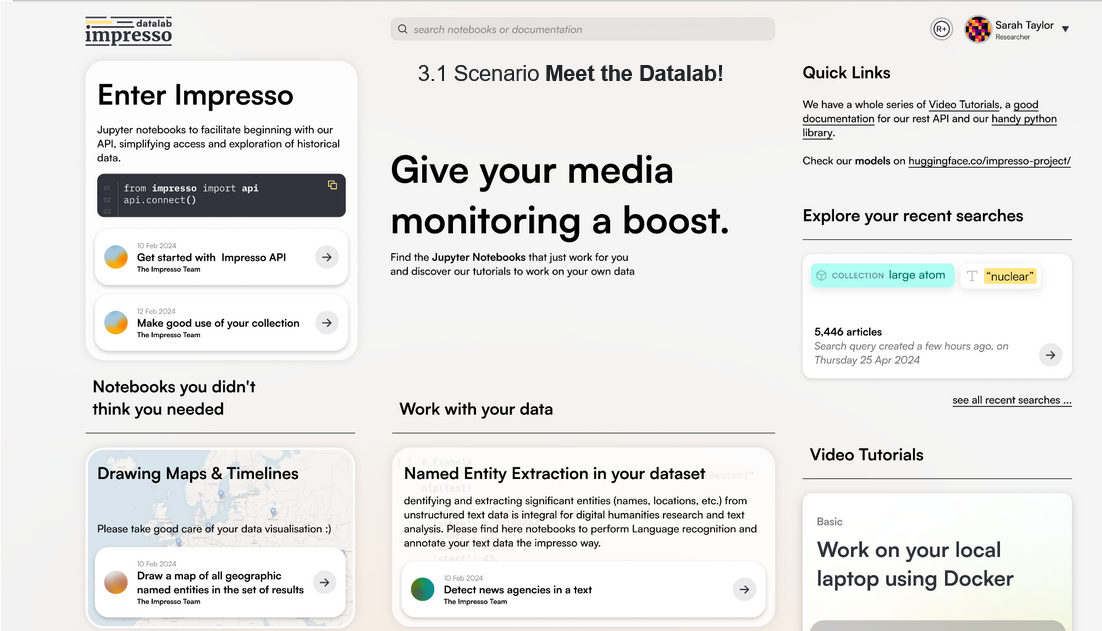 datalab
impresso
search notebooks or documentation
R+
Sarah Taylor
Researcher
3.1 Scenario Meet the Datalab!
Enter Impresso
Jupyter notebooks to facilitate beginning with our
API, simplifying access and exploration of historical
data.
01 from impresso import api
02 api.connect()
03
10 Feb 2024
Get started with Impresso API
The Impresso Team
12 Feb 2024
Make good use of your collection
The Impresso Team
Give your media
monitoring a boost.
Find the Jupyter Notebooks that just work for you
and discover our tutorials to work on your own data
Quick Links
We have a whole series of Video Tutorials, a good
documentation for our rest API and our handy python
library.
Check our models on huggingface.co/impresso-project/
Explore your recent searches
COLLECTION large atom
T "nuclear"
5,446 articles
Search query created a few hours ago, on
Thursday 25 Apr 2024
see all recent searches ...
Notebooks you didn't
think you needed
Drawing Maps & Timelines
Please take good care of your data visualisation :)
10 Feb 2024
Draw a map of all geographic
named entities in the set of results
The Impresso Team
Work with your data
# Example
Named Entity Extraction in your dataset
nlp(text)
dentifying and extracting significant entities (names, locations, etc.) from
unstructured text data is integral for digital humanities research and text
analysis. Please find here notebooks to perform Language recognition and
annotate your text data the impresso way.
10 Feb 2024
Detect news agencies in a text
The Impresso Team
Video Tutorials
Basic
Work on your local
laptop using Docker